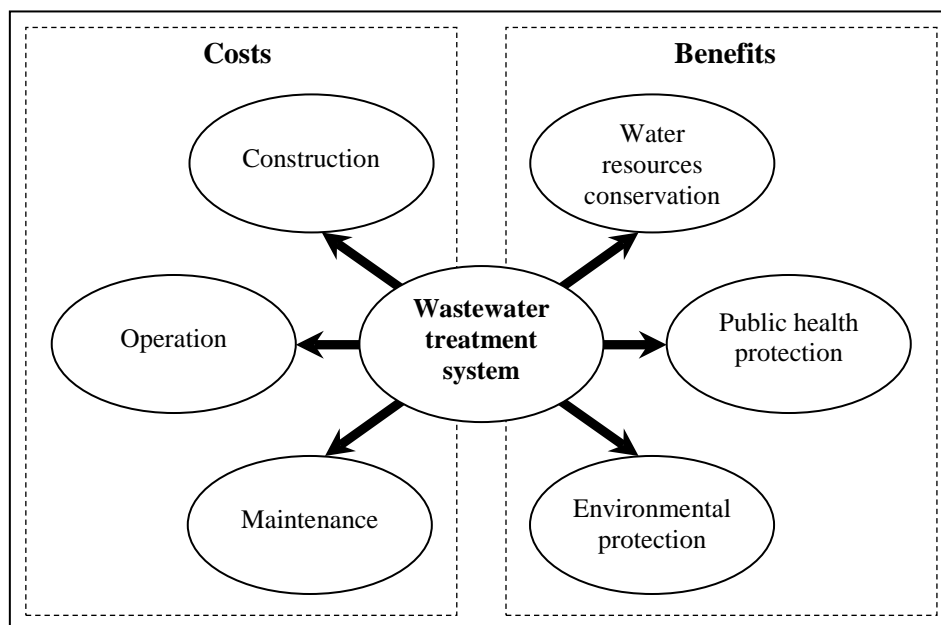 Costs
Benefits
Construction
Water
resources
conservation
Operation
Wastewater
treatment
system
Public health
protection
Maintenance
Environmental
protection